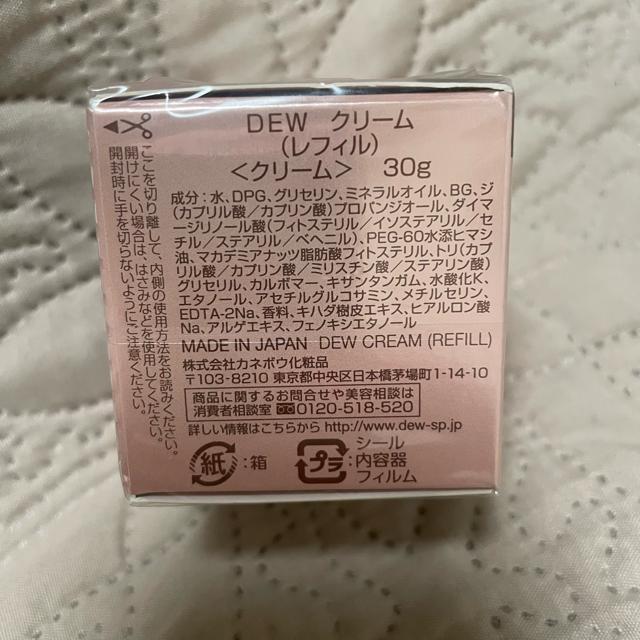 DEW クリーム
(レフィル)
<クリーム> 30g
成分:水、DPG、グリセリン、ミネラルオイル、BG、ジ
(カプリル酸/カプリン酸)プロパンジオール、ダイマ
ージリノール酸(フィトステリル/イソステアリル/セ
チル/ステアリル/ベヘニル)、PEG-60水添ヒマシ
油、マカデミアナッツ脂肪酸フィトステリル、トリ(カプ
リル酸/カプリン酸/ミリスチン酸/ステアリン酸)
グリセリル、カルボマー、キサンタンガム、水酸化K、
エタノール、アセチルグルコサミン、メチルセリン、
EDTA-2Na、香料、キハダ樹皮エキス、ヒアルロン酸
Na、アルゲエキス、フェノキシエタノール
MADE IN JAPAN DEW CREAM (REFILL)
株式会社カネボウ化粧品
〒103-8210 東京都中央区日本橋茅場町1-14-10
商品に関するお問合せや美容相談は
消費者相談室 0120-518-520
詳しい情報はこちらから http://www.dew-sp.jp
紙:箱
プラ:
シール
内容器
フィルム
ここを切り離して、内側の使用方法をお読みください。
開けにくい場合は、はさみなどを使用してください。
開封時に手を切らないようにご注意ください。